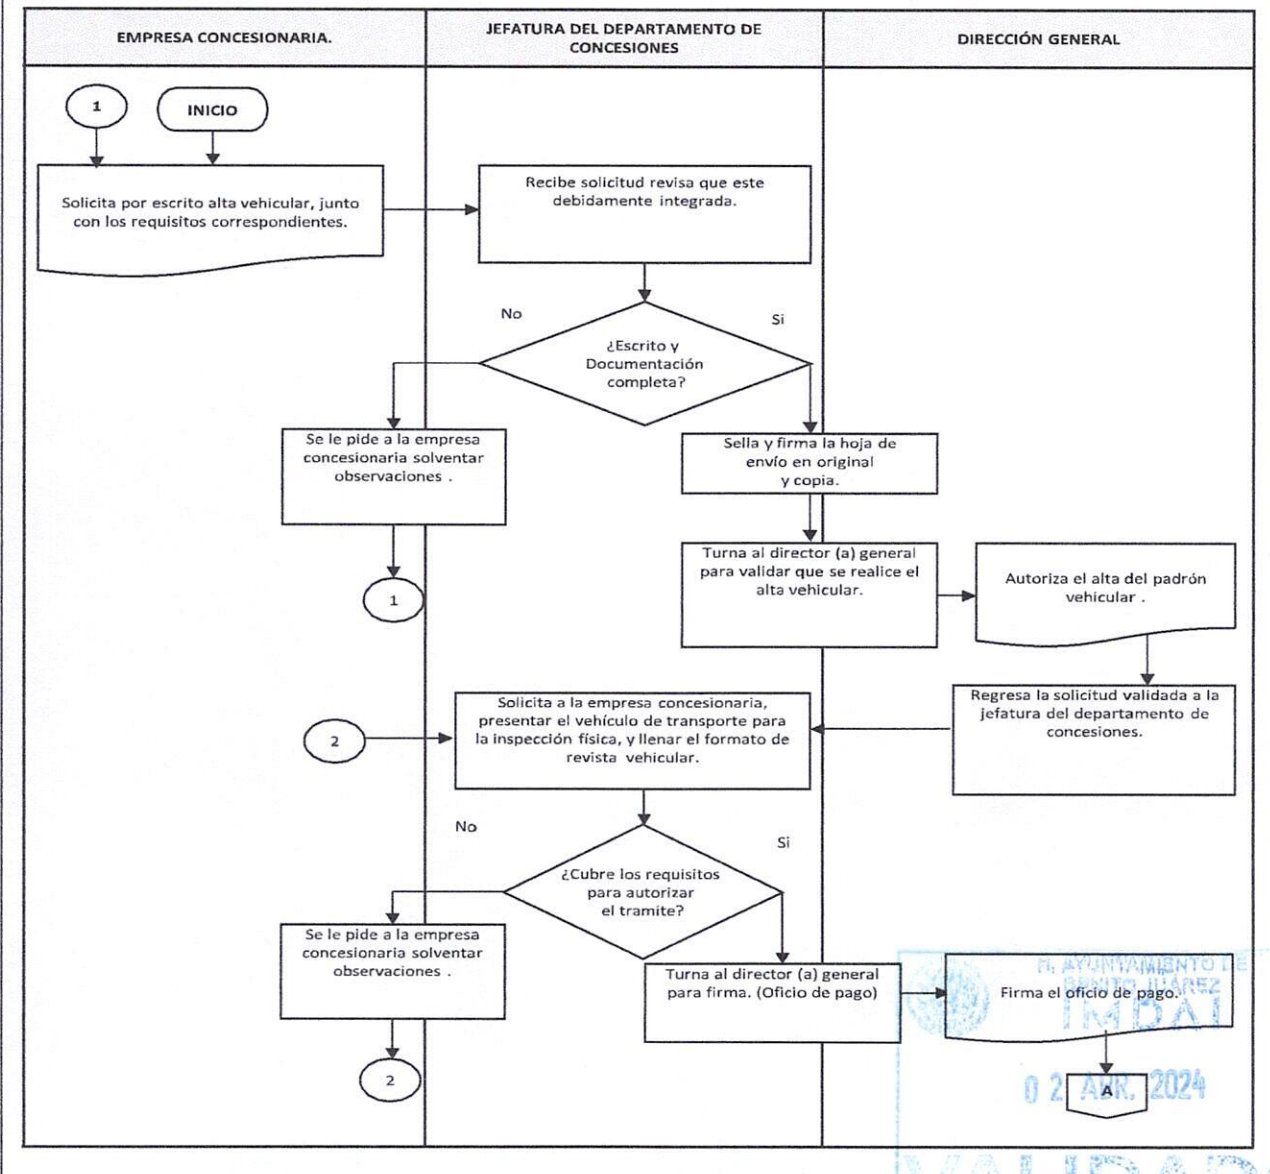 EMPRESA CONCESIONARIA.
JEFATURA DEL DEPARTAMENTO DE
CONCESIONES
DIRECCIÓN GENERAL
1
INICIO
Solicita por escrito alta vehicular, junto
con los requisitos correspondientes.
Recibe solicitud revisa que este
debidamente integrada.
No
Si
¿Escrito y
Documentación
completa?
Se le pide a la empresa
concesionaria solventar
observaciones .
Sella y firma la hoja de
envío en original
y copia.
1
Turna al director (a) general
para validar que se realice el
alta vehicular.
Autoriza el alta del padrón
vehicular .
Regresa la solicitud validada a la
jefatura del departamento de
concesiones.
2
Solicita a la empresa concesionaria,
presentar el vehículo de transporte para
la inspección física, y llenar el formato de
revista vehicular.
No
Si
¿Cubre los requisitos
para autorizar
el tramite?
Se le pide a la empresa
concesionaria solventar
observaciones .
Turna al director (a) general
para firma. (Oficio de pago)
Firma el oficio de pago.
2
A
H. AYUNTAMIENTO DE
BENITO JUÁREZ
IMDAI
02 ABR. 2024